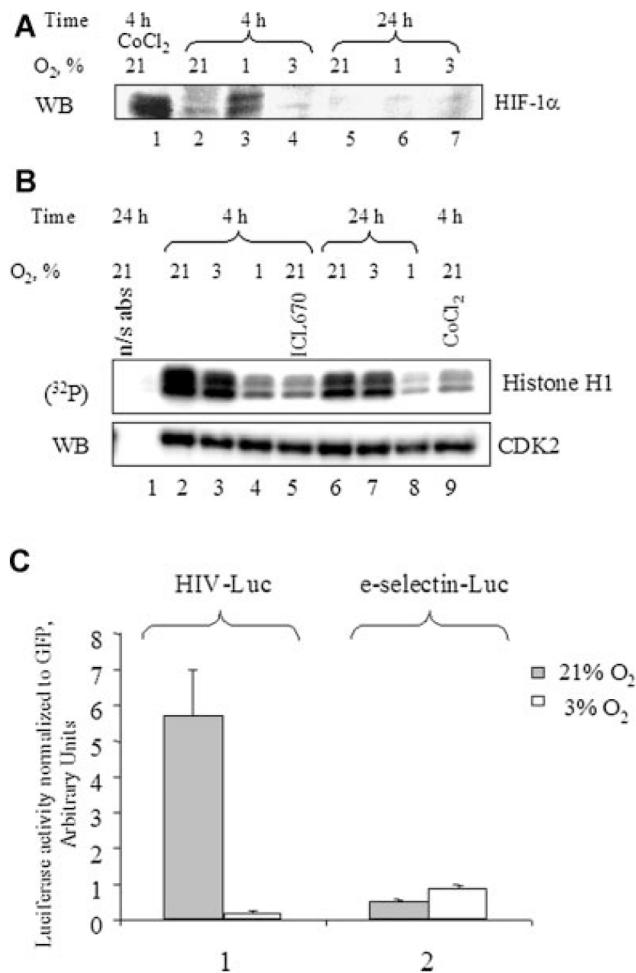 A
Time 4 h 4 h 24 h
CoCl₂
O₂, % 21 21 1 3 21 1 3
WB HIF-1α
1 2 3 4 5 6 7
B
Time 24 h 4 h 24 h 4 h
O₂, % 21 21 3 1 21 21 3 1 21
n/s abs ICL670 CoCl₂
(³²P) Histone H1
WB CDK2
1 2 3 4 5 6 7 8 9
C
HIV-Luc e-selectin-Luc
Luciferase activity normalized to GFP,
Arbitrary Units
8
7
6
5
4
3
2
1
0
21% O₂
3% O₂
1 2